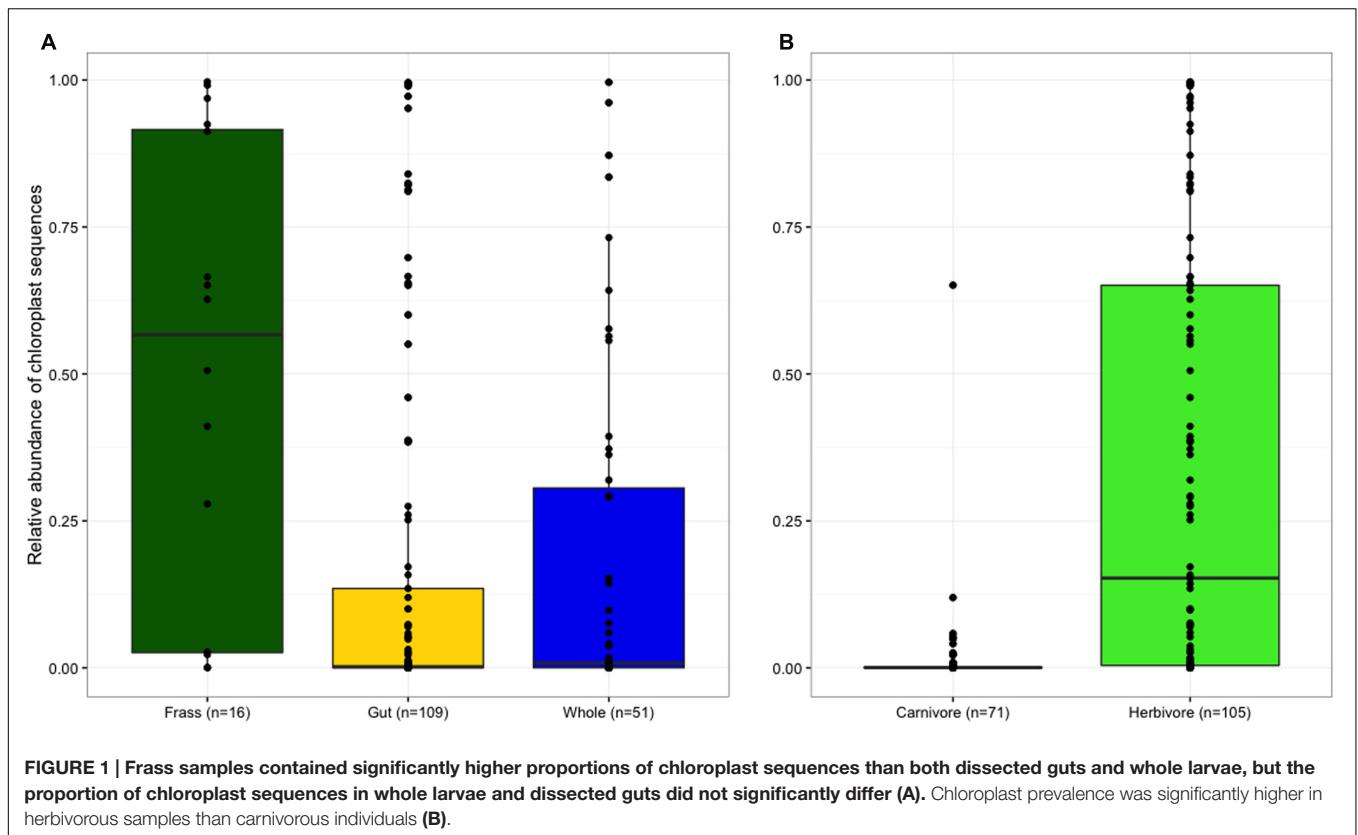 A
B
Relative abundance of chloroplast sequences
1.00
0.75
0.50
0.25
0.00
Frass (n=16)
Gut (n=109)
Whole (n=51)
1.00
0.75
0.50
0.25
0.00
Carnivore (n=71)
Herbivore (n=105)
FIGURE 1 | Frass samples contained significantly higher proportions of chloroplast sequences than both dissected guts and whole larvae, but the
proportion of chloroplast sequences in whole larvae and dissected guts did not significantly differ (A). Chloroplast prevalence was significantly higher in
herbivorous samples than carnivorous individuals (B).